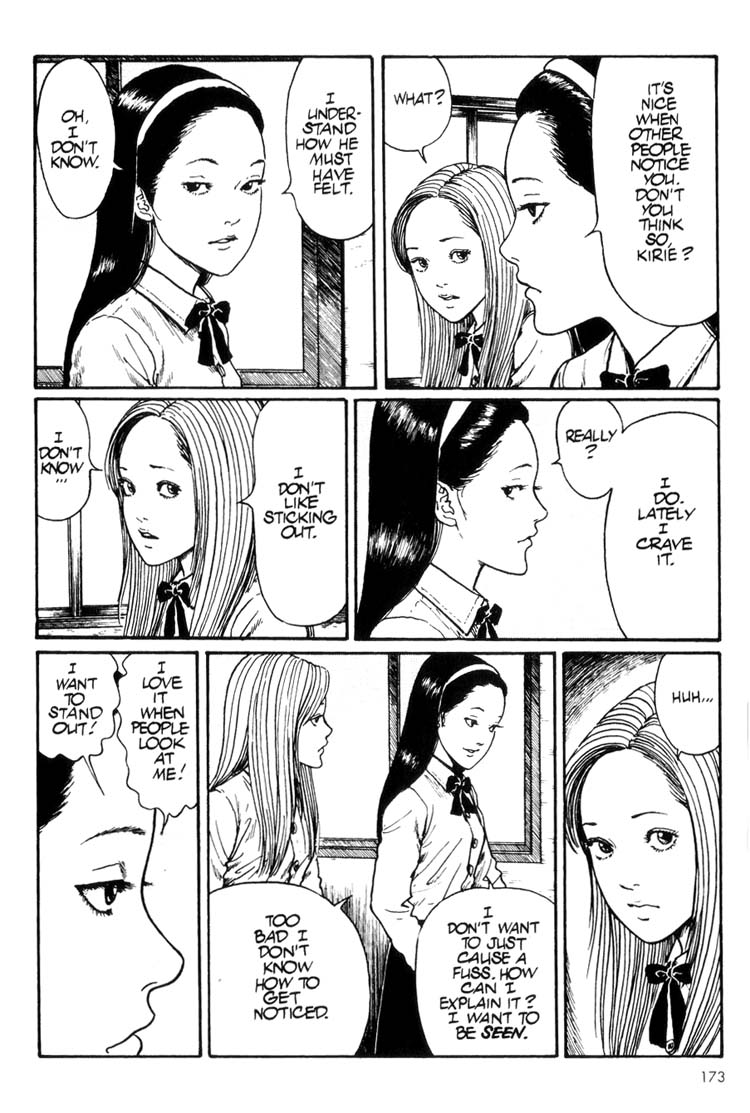 OH,
I
DON'T
KNOW.
I
UNDER-
STAND
HOW HE
MUST
HAVE
FELT.
WHAT?
IT'S
NICE
WHEN
OTHER
PEOPLE
NOTICE
YOU.
DON'T
YOU
THINK
SO,
KIRIE?
I
DON'T
KNOW
...
I
DON'T
LIKE
STICKING
OUT.
REALLY
?
I
DO.
LATELY
I
CRAVE
IT.
I
WANT
TO
STAND
OUT!
I
LOVE
IT
WHEN
PEOPLE
LOOK
AT
ME!
TOO
BAD I
DON'T
KNOW
HOW TO
GET
NOTICED.
I
DON'T WANT
TO JUST
CAUSE A
FUSS. HOW
CAN I
EXPLAIN IT?
I WANT TO
BE SEEN.
HUH...
173